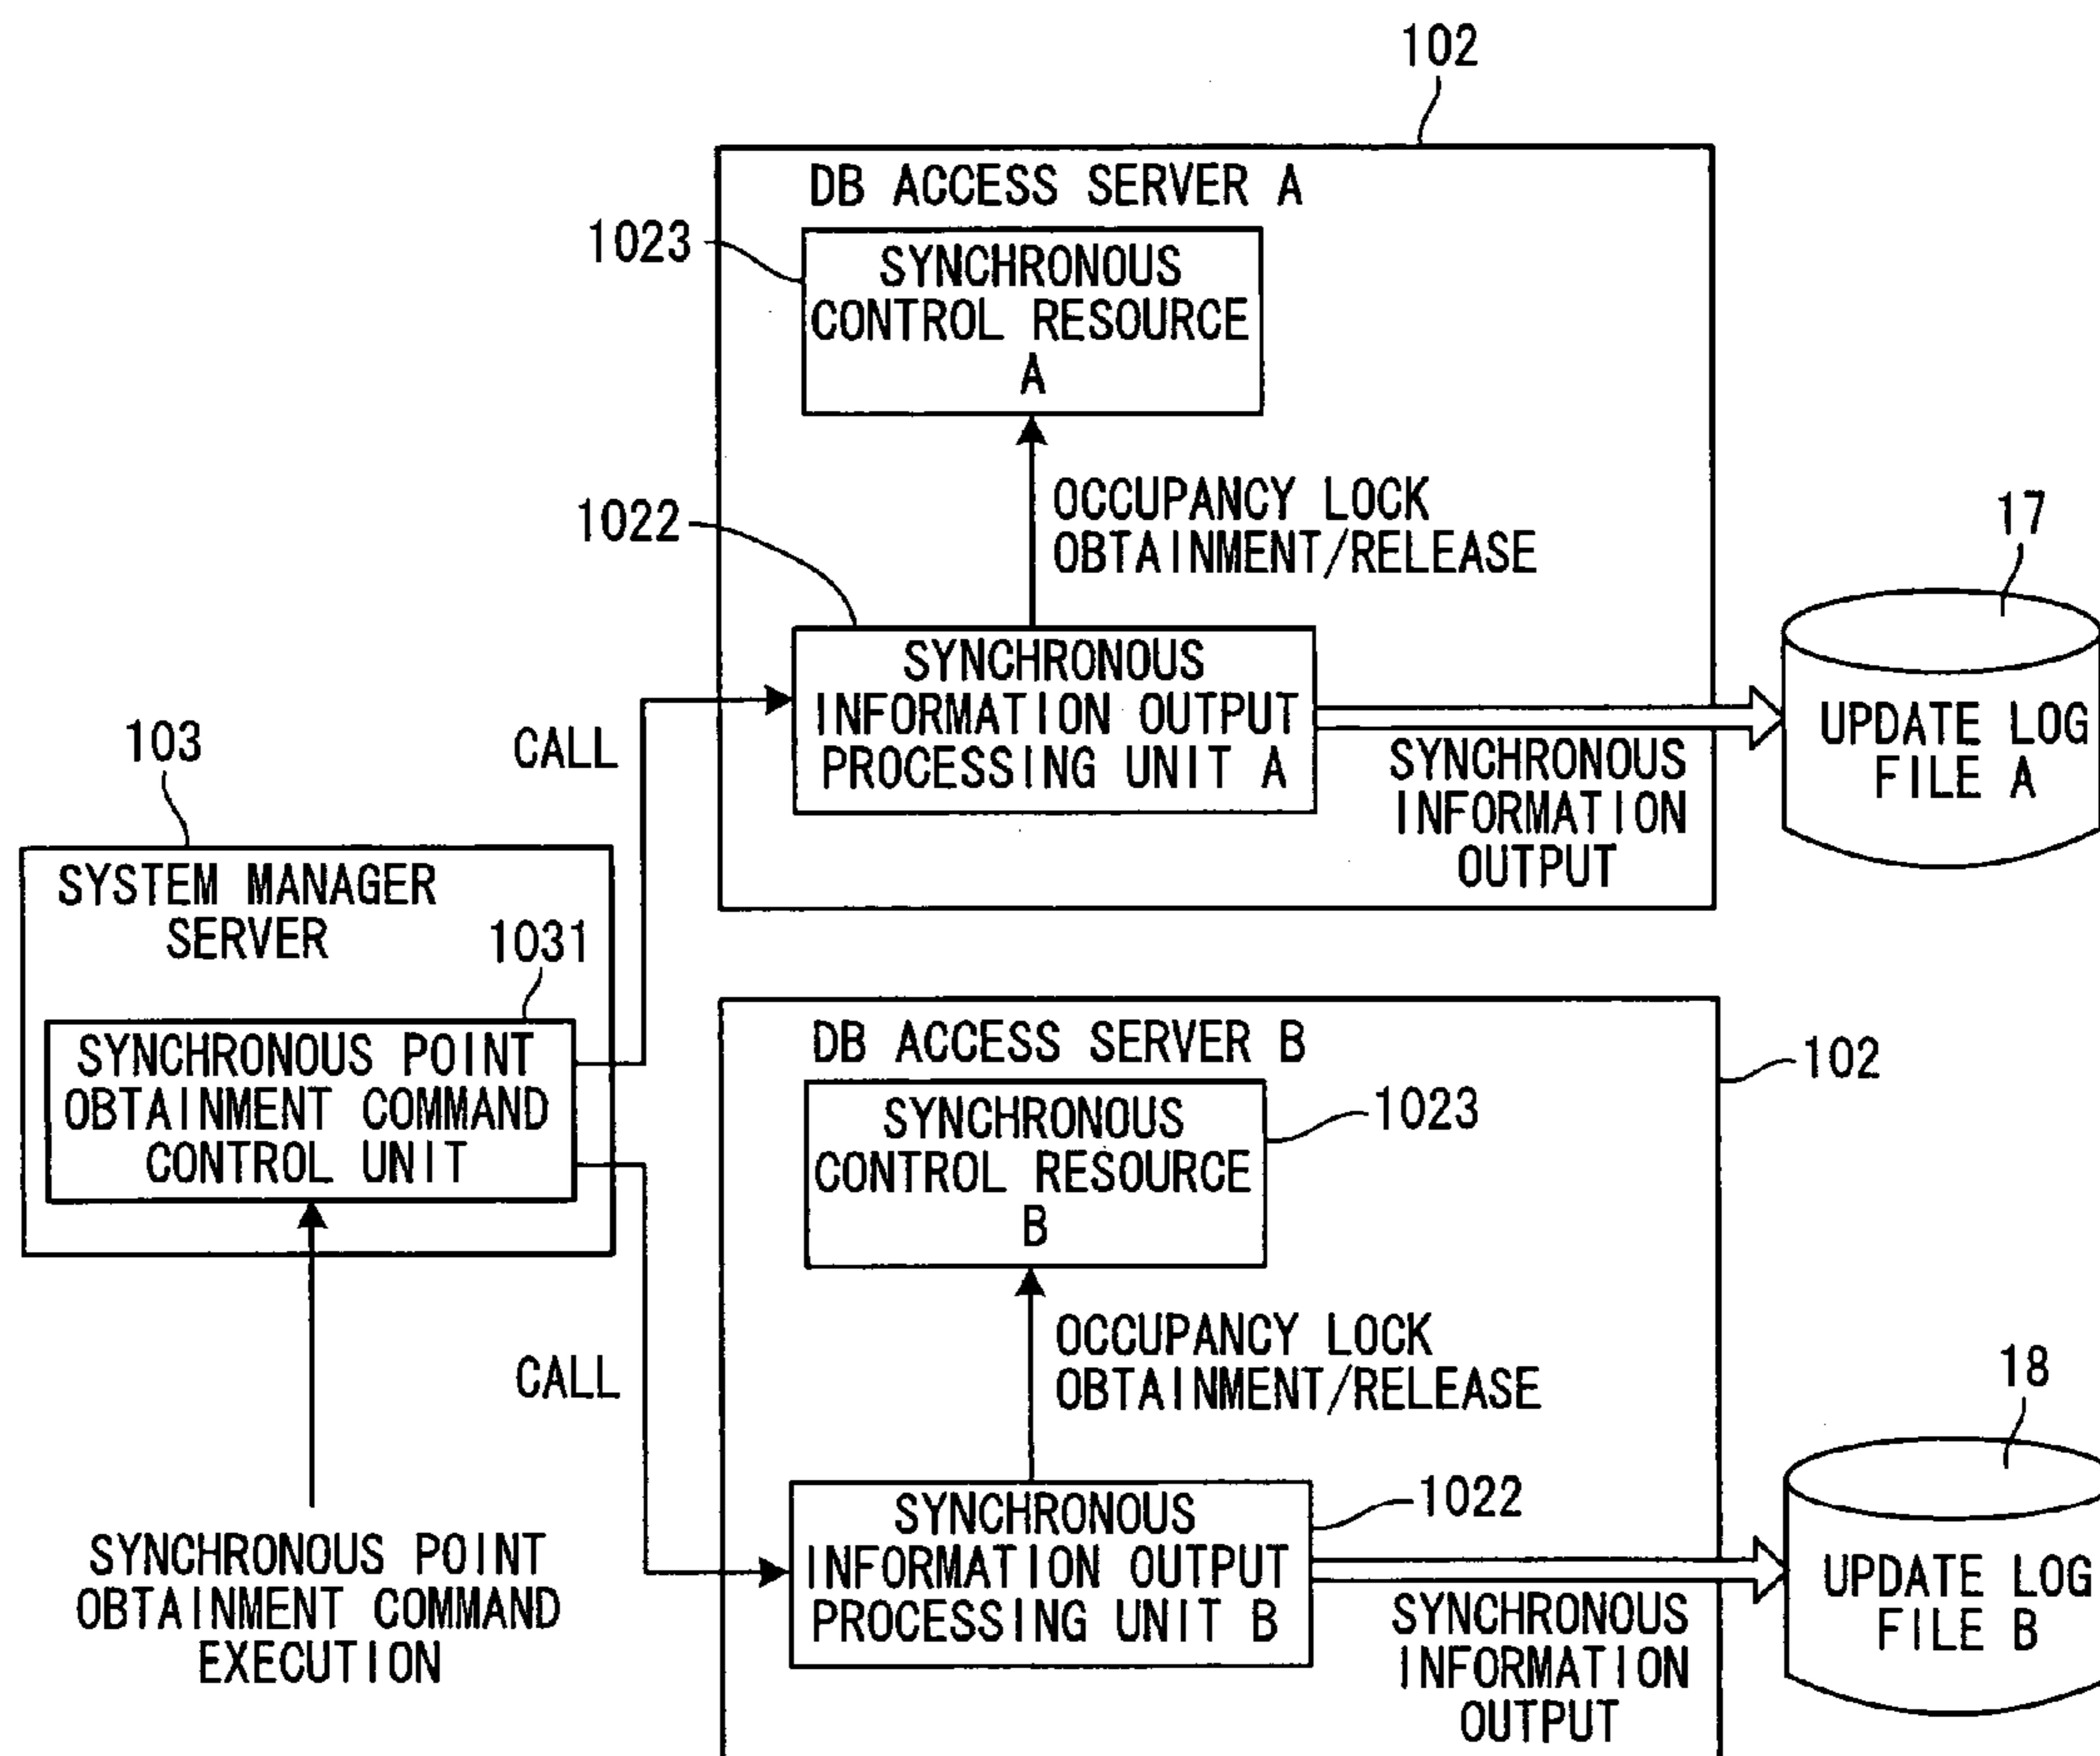 102
DB ACCESS SERVER A
1023
SYNCHRONOUS
CONTROL RESOURCE
A
1022
OCCUPANCY LOCK
OBTAINMENT/RELEASE
17
SYNCHRONOUS
INFORMATION OUTPUT
PROCESSING UNIT A
CALL
SYNCHRONOUS
INFORMATION
OUTPUT
UPDATE LOG
FILE A
103
SYSTEM MANAGER
SERVER
1031
SYNCHRONOUS POINT
OBTAINMENT COMMAND
CONTROL UNIT
DB ACCESS SERVER B
102
SYNCHRONOUS
CONTROL RESOURCE
B
1023
OCCUPANCY LOCK
OBTAINMENT/RELEASE
CALL
18
SYNCHRONOUS POINT
OBTAINMENT COMMAND
EXECUTION
SYNCHRONOUS
INFORMATION OUTPUT
PROCESSING UNIT B
1022
SYNCHRONOUS
INFORMATION
OUTPUT
UPDATE LOG
FILE B